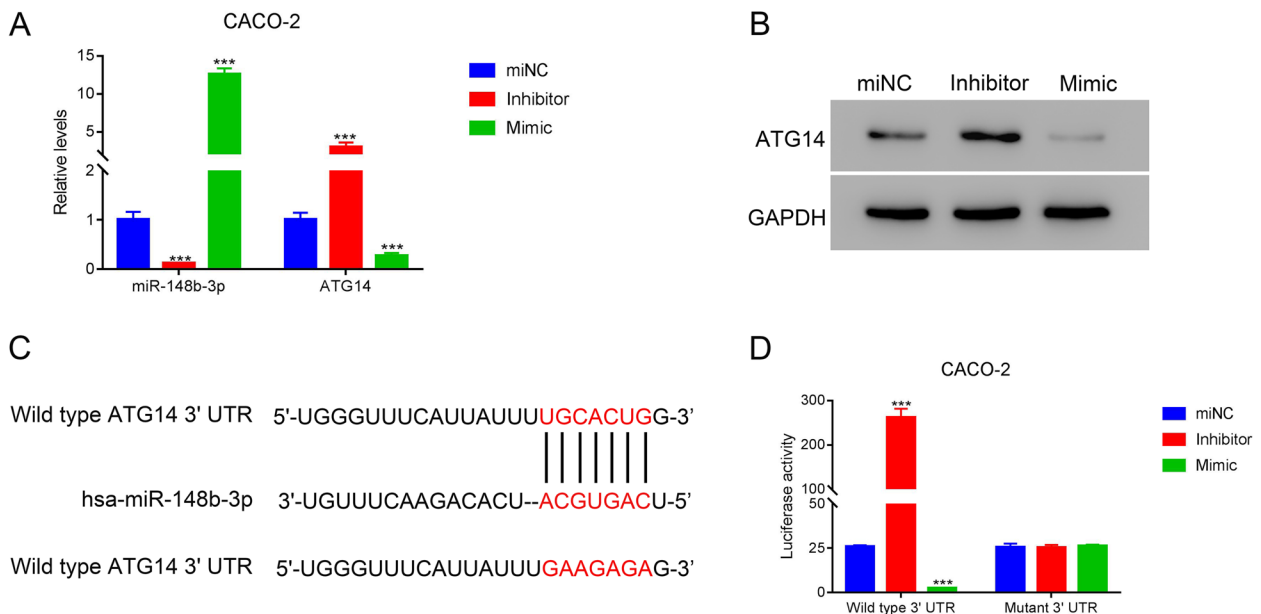 A
CACO-2
Relative levels
15
10
5
2
1
0
***
***
***
***
miR-148b-3p
ATG14
miNC
Inhibitor
Mimic
B
miNC Inhibitor Mimic
ATG14
GAPDH
C
Wild type ATG14 3' UTR 5'-UGGGUUUCAUUAUUUUGCACUGG-3'
hsa-miR-148b-3p 3'-UGUUUCAAGACACU--ACGUGACU-5'
Wild type ATG14 3' UTR 5'-UGGGUUUCAUUAUUUGAAGAGAG-3'
D
CACO-2
Luciferase activity
300
200
100
50
25
0
***
***
Wild type 3' UTR
Mutant 3' UTR
miNC
Inhibitor
Mimic